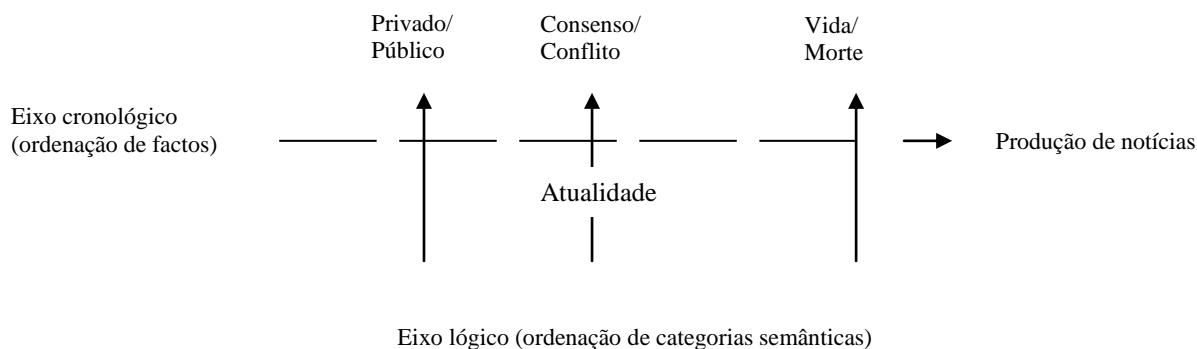 Privado/
Público
Consenso/
Conflito
Vida/
Morte
Eixo cronológico
(ordenação de factos)
Produção de notícias
Atualidade
Eixo lógico (ordenação de categorias semânticas)